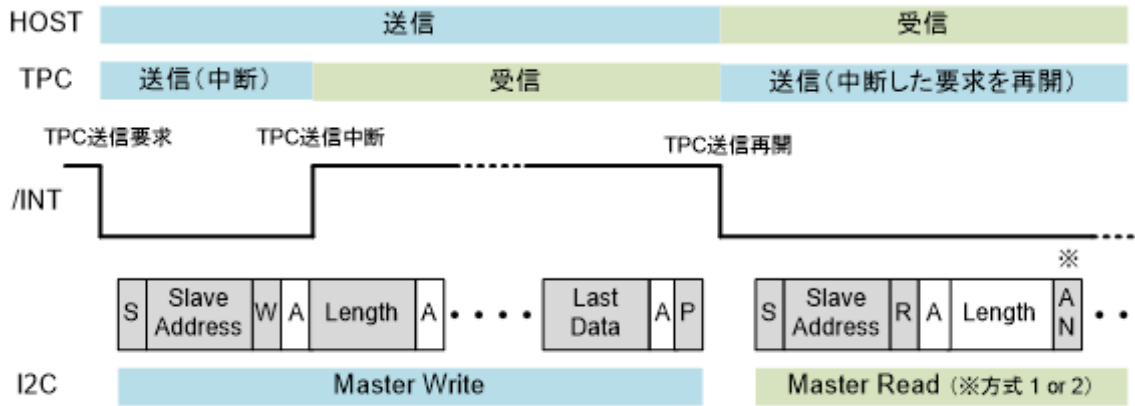 HOST 送信 受信
TPC 送信(中断) 受信 送信(中断した要求を再開)
TPC送信要求 TPC送信中断 TPC送信再開
/INT
※
S Slave Address W A Length A • • • • Last Data A P S Slave Address R A Length A N • •
I2C Master Write Master Read (※方式 1 or 2)